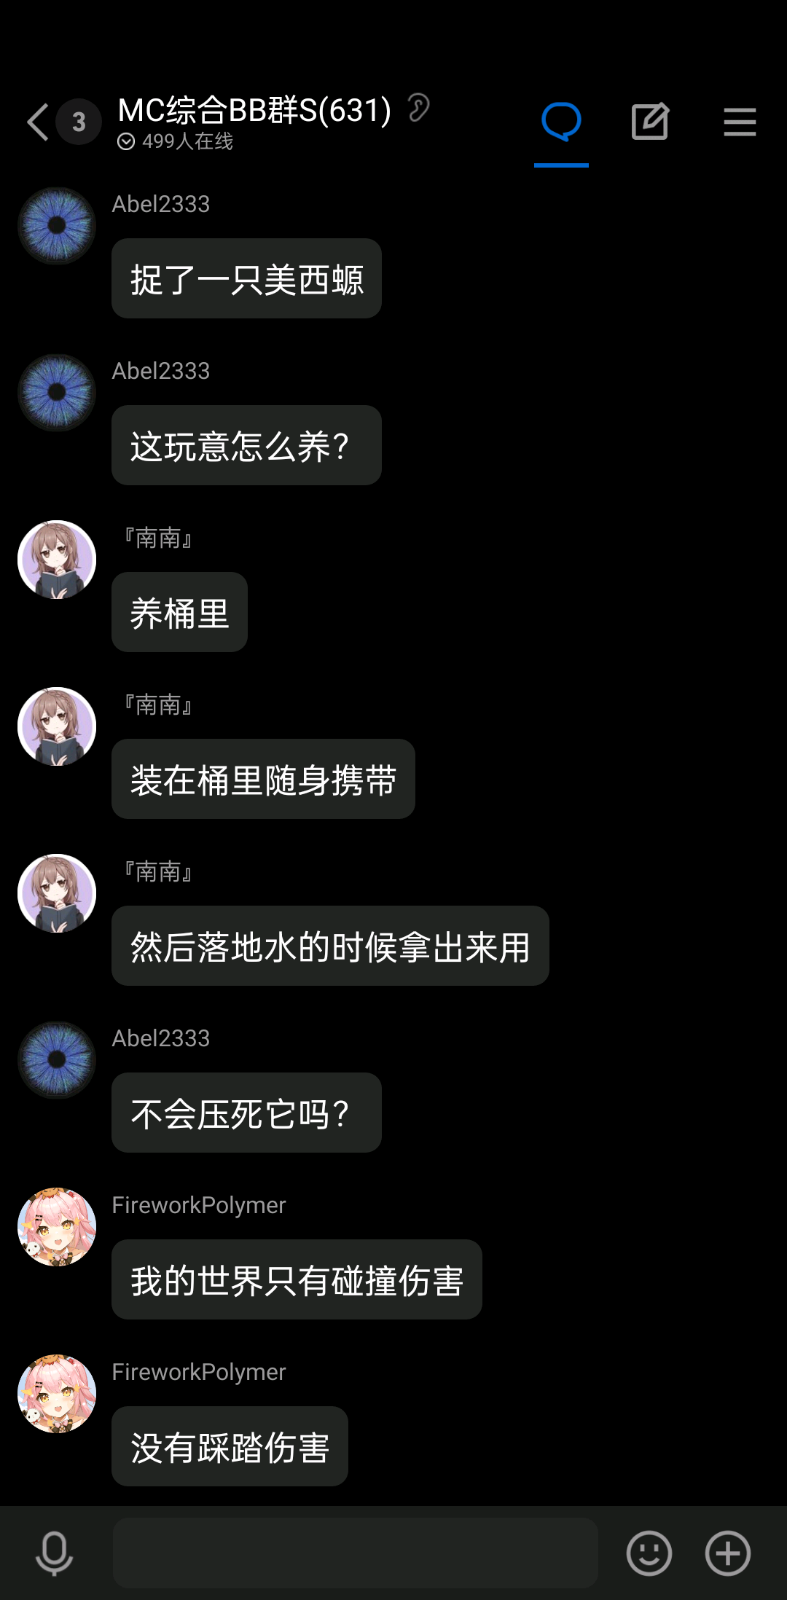 3
MC综合BB群S(631)
499人在线
Abel2333
捉了一只美西螈
Abel2333
这玩意怎么养？
『南南』
养桶里
『南南』
装在桶里随身携带
『南南』
然后落地水的时候拿出来用
Abel2333
不会压死它吗？
FireworkPolymer
我的世界只有碰撞伤害
FireworkPolymer
没有踩踏伤害